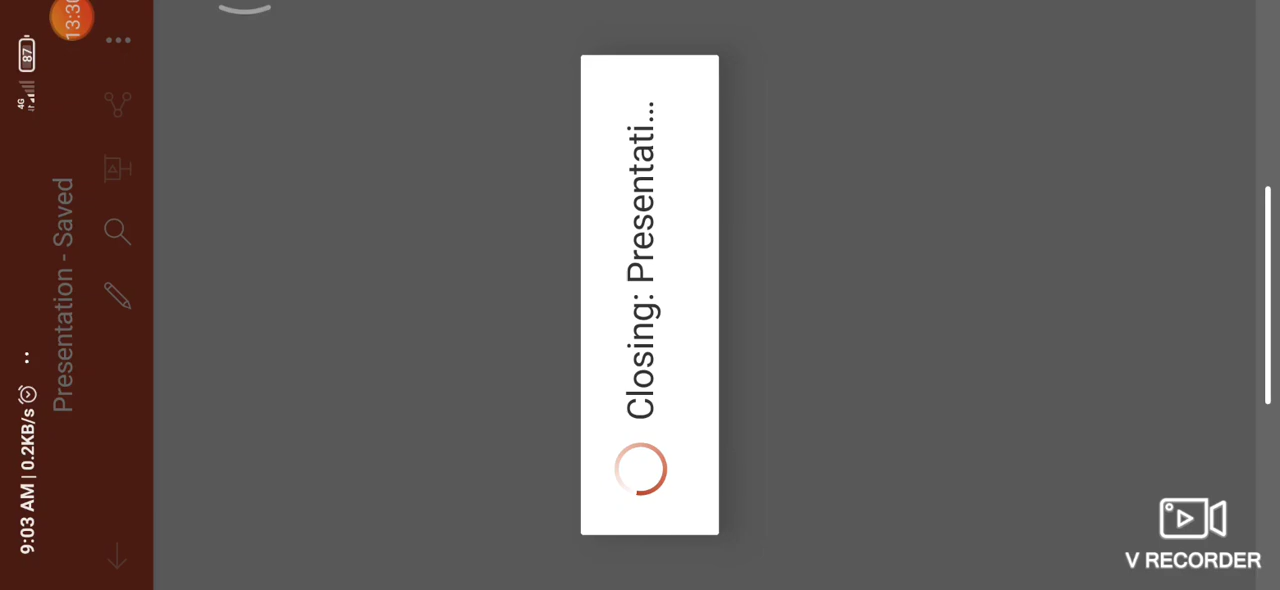 9:03 AM | 0.2KB/s
4G
87
Presentation - Saved
Closing: Presentati...
V RECORDER